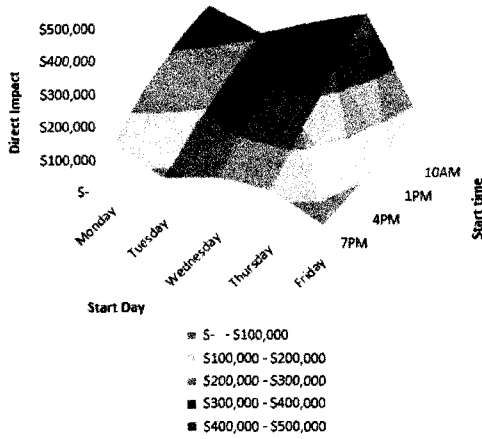 $500,000
$400,000
$300,000
$200,000
$100,000
$-
Direct Impact
Monday
Tuesday
Wednesday
Thursday
Friday
Start Day
10AM
1PM
4PM
7PM
Start time
$- - $100,000
$100,000 - $200,000
$200,000 - $300,000
$300,000 - $400,000
$400,000 - $500,000